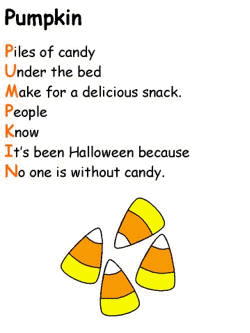 Pumpkin
Piles of candy
Under the bed
Make for a delicious snack.
People
Know
It's been Halloween because
No one is without candy.